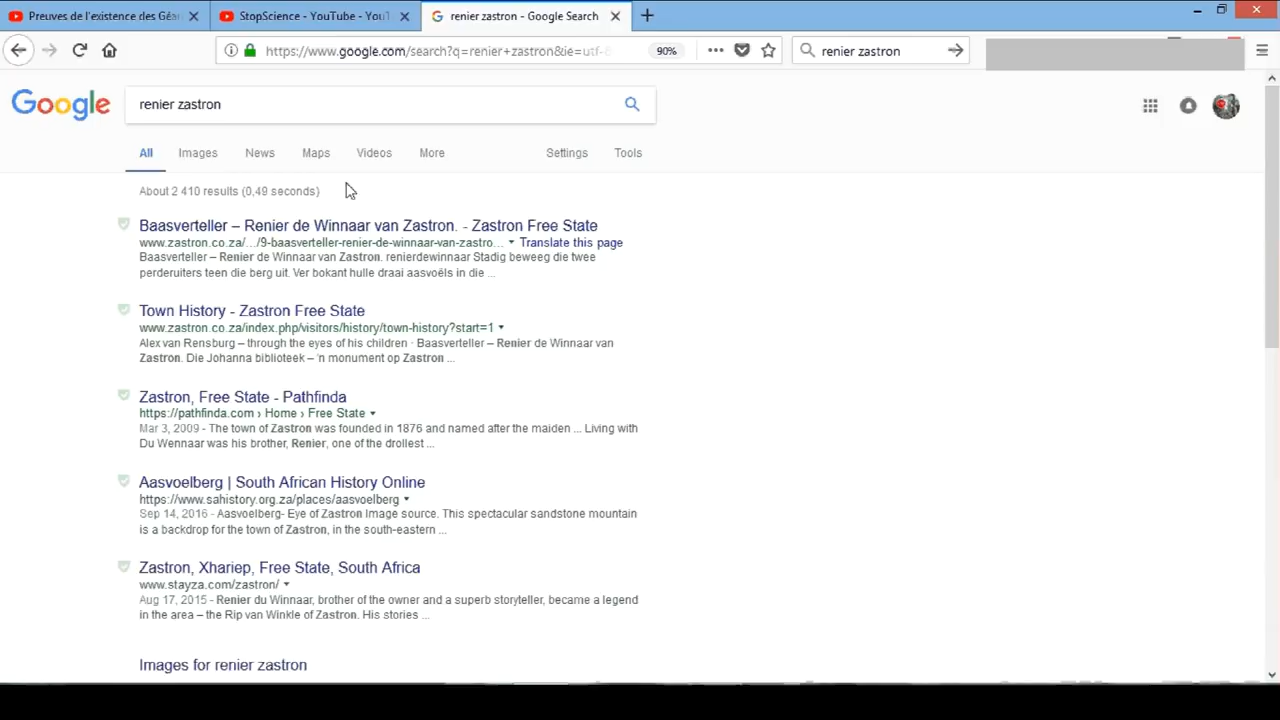 Preuves de l'existence des Géa
StopScience - YouTube - YouT
renier zastron - Google Search
https://www.google.com/search?q=renier+zastron&ie=utf-8
90%
renier zastron
Google
renier zastron
All
Images
News
Maps
Videos
More
Settings
Tools
About 2 410 results (0,49 seconds)
Baasverteller – Renier de Winnaar van Zastron. - Zastron Free State
www.zastron.co.za/.../9-baasverteller-renier-de-winnaar-van-zastro... Translate this page
Baasverteller – Renier de Winnaar van Zastron. renierdewinnaar Stadig beweeg die twee
perderuiters teen die berg uit. Ver bokant hulle draai aasvoëls in die ...
Town History - Zastron Free State
www.zastron.co.za/index.php/visitors/history/town-history?start=1
Alex van Rensburg – through the eyes of his children · Baasverteller – Renier de Winnaar van
Zastron. Die Johanna biblioteek – 'n monument op Zastron ...
Zastron, Free State - Pathfinda
https://pathfinda.com › Home › Free State
Mar 3, 2009 - The town of Zastron was founded in 1876 and named after the maiden ... Living with
Du Wennaar was his brother, Renier, one of the drollest ...
Aasvoelberg | South African History Online
https://www.sahistory.org.za/places/aasvoelberg
Sep 14, 2016 - Aasvoelberg- Eye of Zastron Image source. This spectacular sandstone mountain
is a backdrop for the town of Zastron, in the south-eastern ...
Zastron, Xhariep, Free State, South Africa
www.stayza.com/zastron/
Aug 17, 2015 - Renier du Winnaar, brother of the owner and a superb storyteller, became a legend
in the area – the Rip van Winkle of Zastron. His stories ...
Images for renier zastron